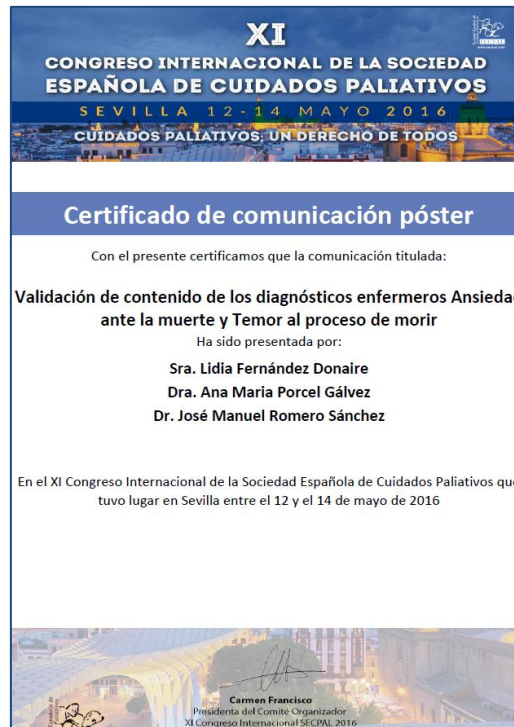 XI
CONGRESO INTERNACIONAL DE LA SOCIEDAD
ESPAÑOLA DE CUIDADOS PALIATIVOS
SEVILLA 12-14 MAYO 2016
CUIDADOS PALIATIVOS: UN DERECHO DE TODOS
SECPAL
www.secpal.com
Certificado de comunicación póster
Con el presente certificamos que la comunicación titulada:
Validación de contenido de los diagnósticos enfermeros Ansieda
ante la muerte y Temor al proceso de morir
Ha sido presentada por:
Sra. Lidia Fernández Donaire
Dra. Ana Maria Porcel Gálvez
Dr. José Manuel Romero Sánchez
En el XI Congreso Internacional de la Sociedad Española de Cuidados Paliativos que
tuvo lugar en Sevilla entre el 12 y el 14 de mayo de 2016
Carmen Francisco
Presidenta del Comité Organizador
XI Congreso Internacional SECPAL 2016